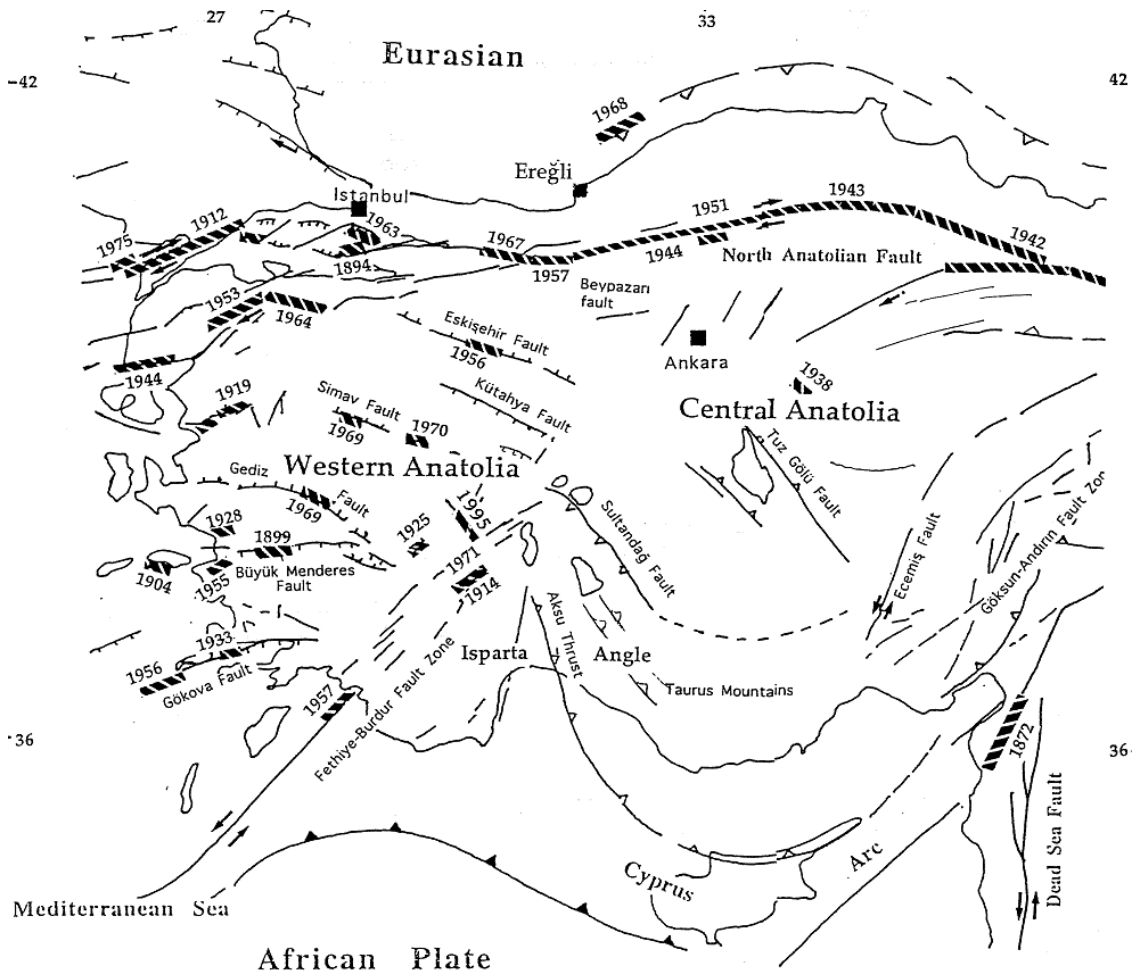 27
33
42
42
Eurasian
1968
Ereğli
Istanbul
1943
1951
1912
1963
1942
1975
1967
1894
1957
1944
North Anatolian Fault
Beypazarı
fault
1953
1964
Eskişehir Fault
1956
Ankara
1944
1938
1919
Simav Fault
Kütahya Fault
1969
1970
Central Anatolia
Tuz Gölü Fault
Western Anatolia
Gediz
Fault
1969
1995
Sultandağ Fault
1928
1899
1925
Büyük Menderes
Fault
1904
1955
1971
1914
Ecemiş Fault
Göksun-Andırın Fault Zon
Aksu Thrust
1933
Isparta
Angle
1956
Gökova Fault
1957
Fethiye-Burdur Fault Zone
Taurus Mountains
36
36
1872
Dead Sea Fault
Cyprus
Arc
Mediterranean Sea
African Plate